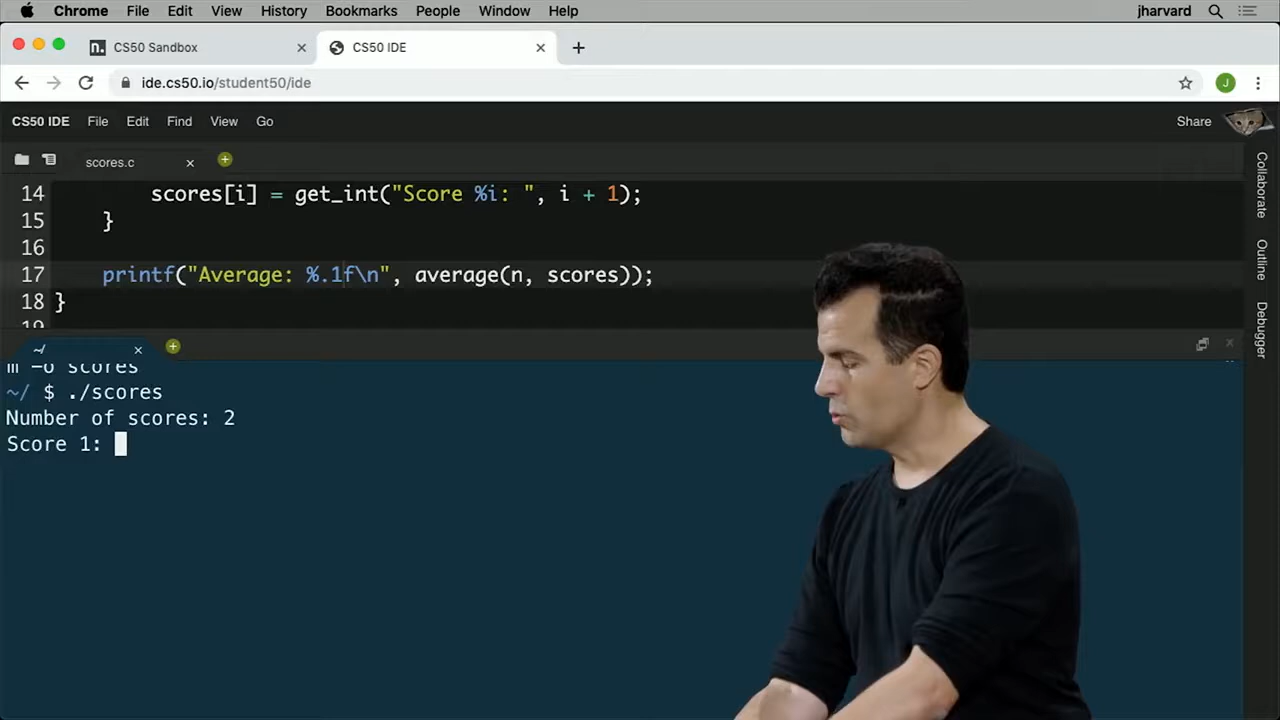 Chrome File Edit View History Bookmarks People Window Help jharvard
n. CS50 Sandbox × CS50 IDE × +
ide.cs50.io/student50/ide J
CS50 IDE File Edit Find View Go Share
scores.c ×
Collaborate
Outline
Debugger
14 scores[i] = get_int("Score %i: ", i + 1);
15 }
16
17 printf("Average: %.1f\n", average(n, scores));
18 }
19
~/ ×
m -o scores
~/ $ ./scores
Number of scores: 2
Score 1: